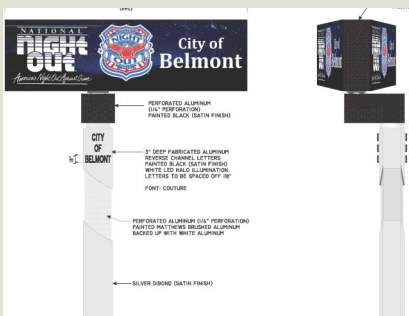 NATIONAL
NIGHT
OUT
America's Night Out Against Crime
NIGHT
OUT
City of
Belmont
PERFORATED ALUMINUM
(1/4" PERFORATION)
PAINTED BLACK (SATIN FINISH)
CITY
OF
BELMONT
3" DEEP FABRICATED ALUMINUM
REVERSE CHANNEL LETTERS
PAINTED BLACK (SATIN FINISH)
WHITE LED HALO ILLUMINATION.
LETTERS TO BE SPACED OFF 1½"
FONT: COUTURE
PERFORATED ALUMINUM (1/4" PERFORATION)
PAINTED MATTHEWS BRUSHED ALUMINUM
BACKED UP WITH WHITE ALUMINUM
SILVER DIBOND (SATIN FINISH)